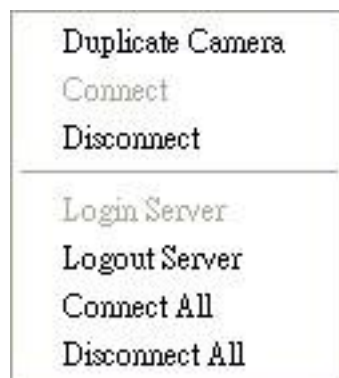 Duplicate Camera
Connect
Disconnect
Login Server
Logout Server
Connect All
Disconnect All